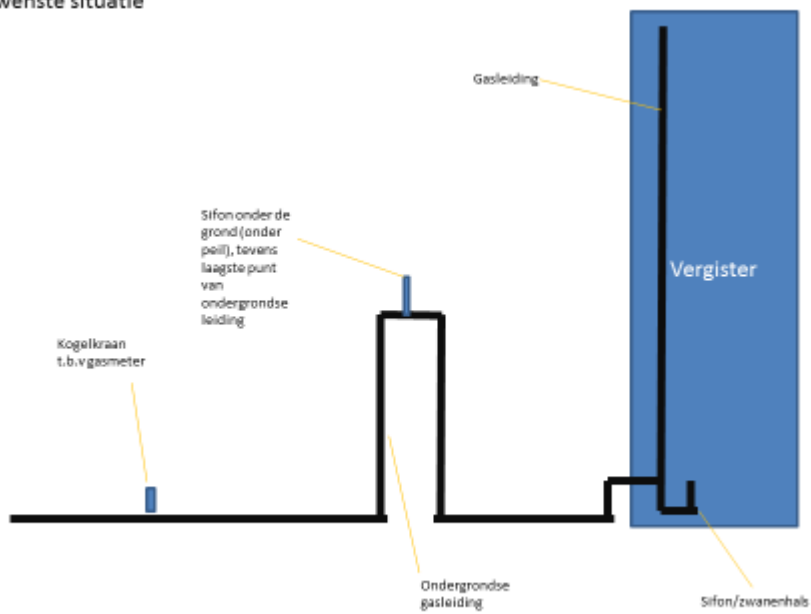 wenste situatie
Gasleiding
Sifon onder de
grond (onder
peil), tevens
laagste punt
van
ondergrondse
leiding
Vergister
Kogelkraan
t.b.v gasmeter
Ondergrondse
gasleiding
Sifon/zwanenhals